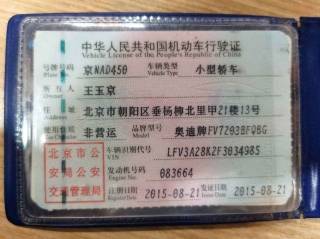 中华人民共和国机动车行驶证
Vehicle License of the People's Republic of China
号牌号码 京NAD450 车辆类型 小型轿车
Plate No. Vehicle Type
所有人 王玉京
Owner
住址 北京市朝阳区垂杨柳北里甲21楼13号
Address
使用性质 非营运 品牌型号 奥迪牌FV7203BFQBG
Model
北京市公 车辆识别代号 LFV3A28K2F3034985
VIN
安局公安 发动机号码 083664
Engine No.
交通管理局 注册日期 2015-08-21 发证日期 2015-08-21
Register Date Issue Date